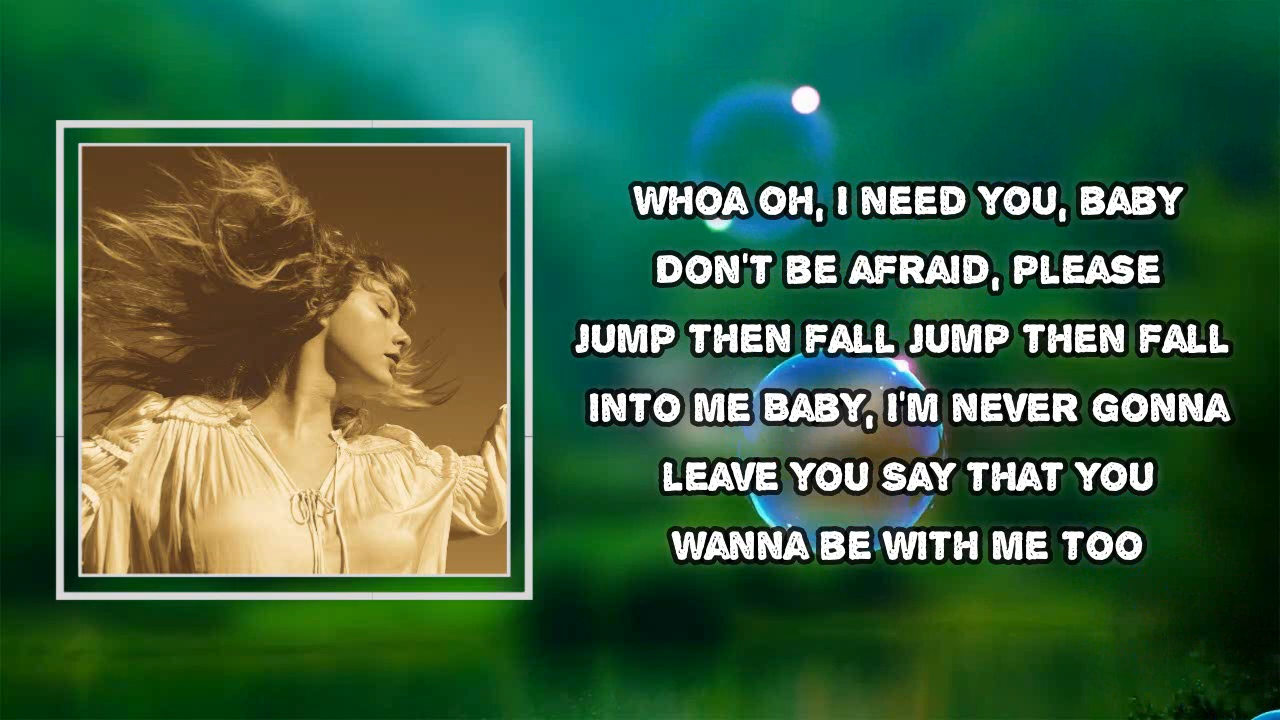 WHOA OH, I NEED YOU, BABY
DON'T BE AFRAID, PLEASE
JUMP THEN FALL JUMP THEN FALL
INTO ME BABY, I'M NEVER GONNA
LEAVE YOU SAY THAT YOU
WANNA BE WITH ME TOO